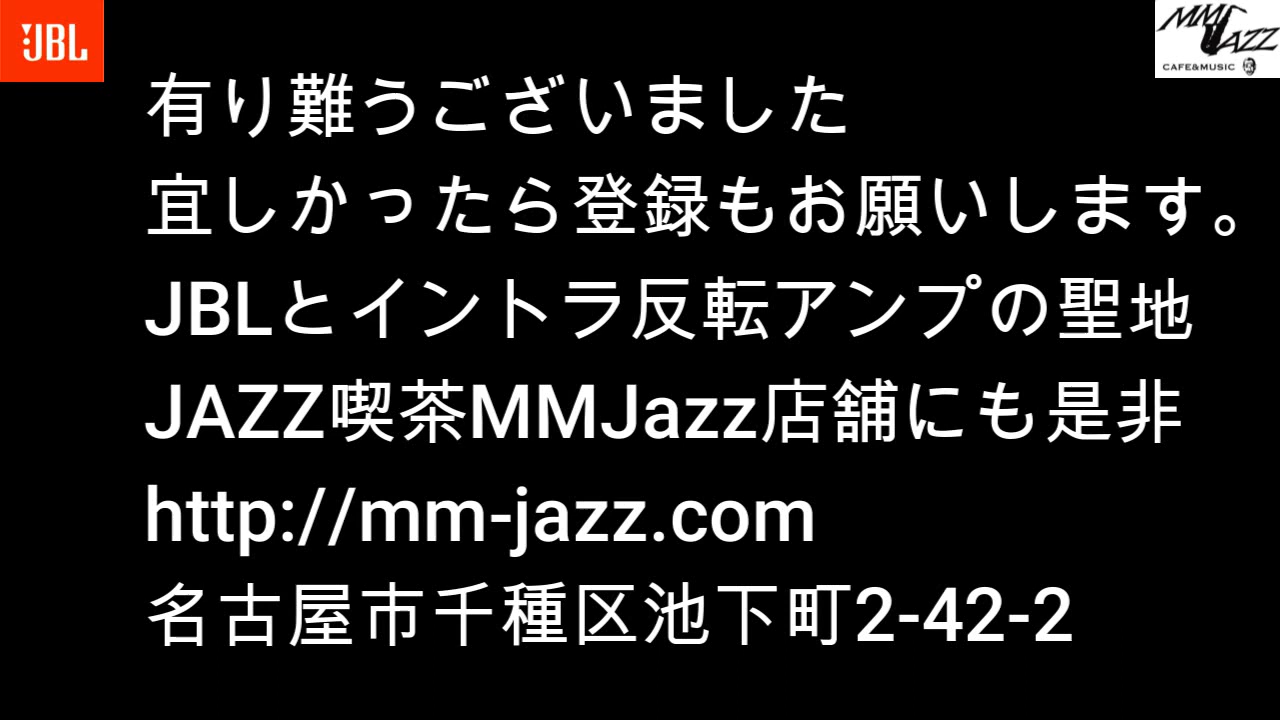 JBL
MMJAZZ
CAFE&MUSIC
有り難うございました
宜しかったら登録もお願いします。
JBLとイントラ反転アンプの聖地
JAZZ喫茶MMJazz店舗にも是非
http://mm-jazz.com
名古屋市千種区池下町2-42-2